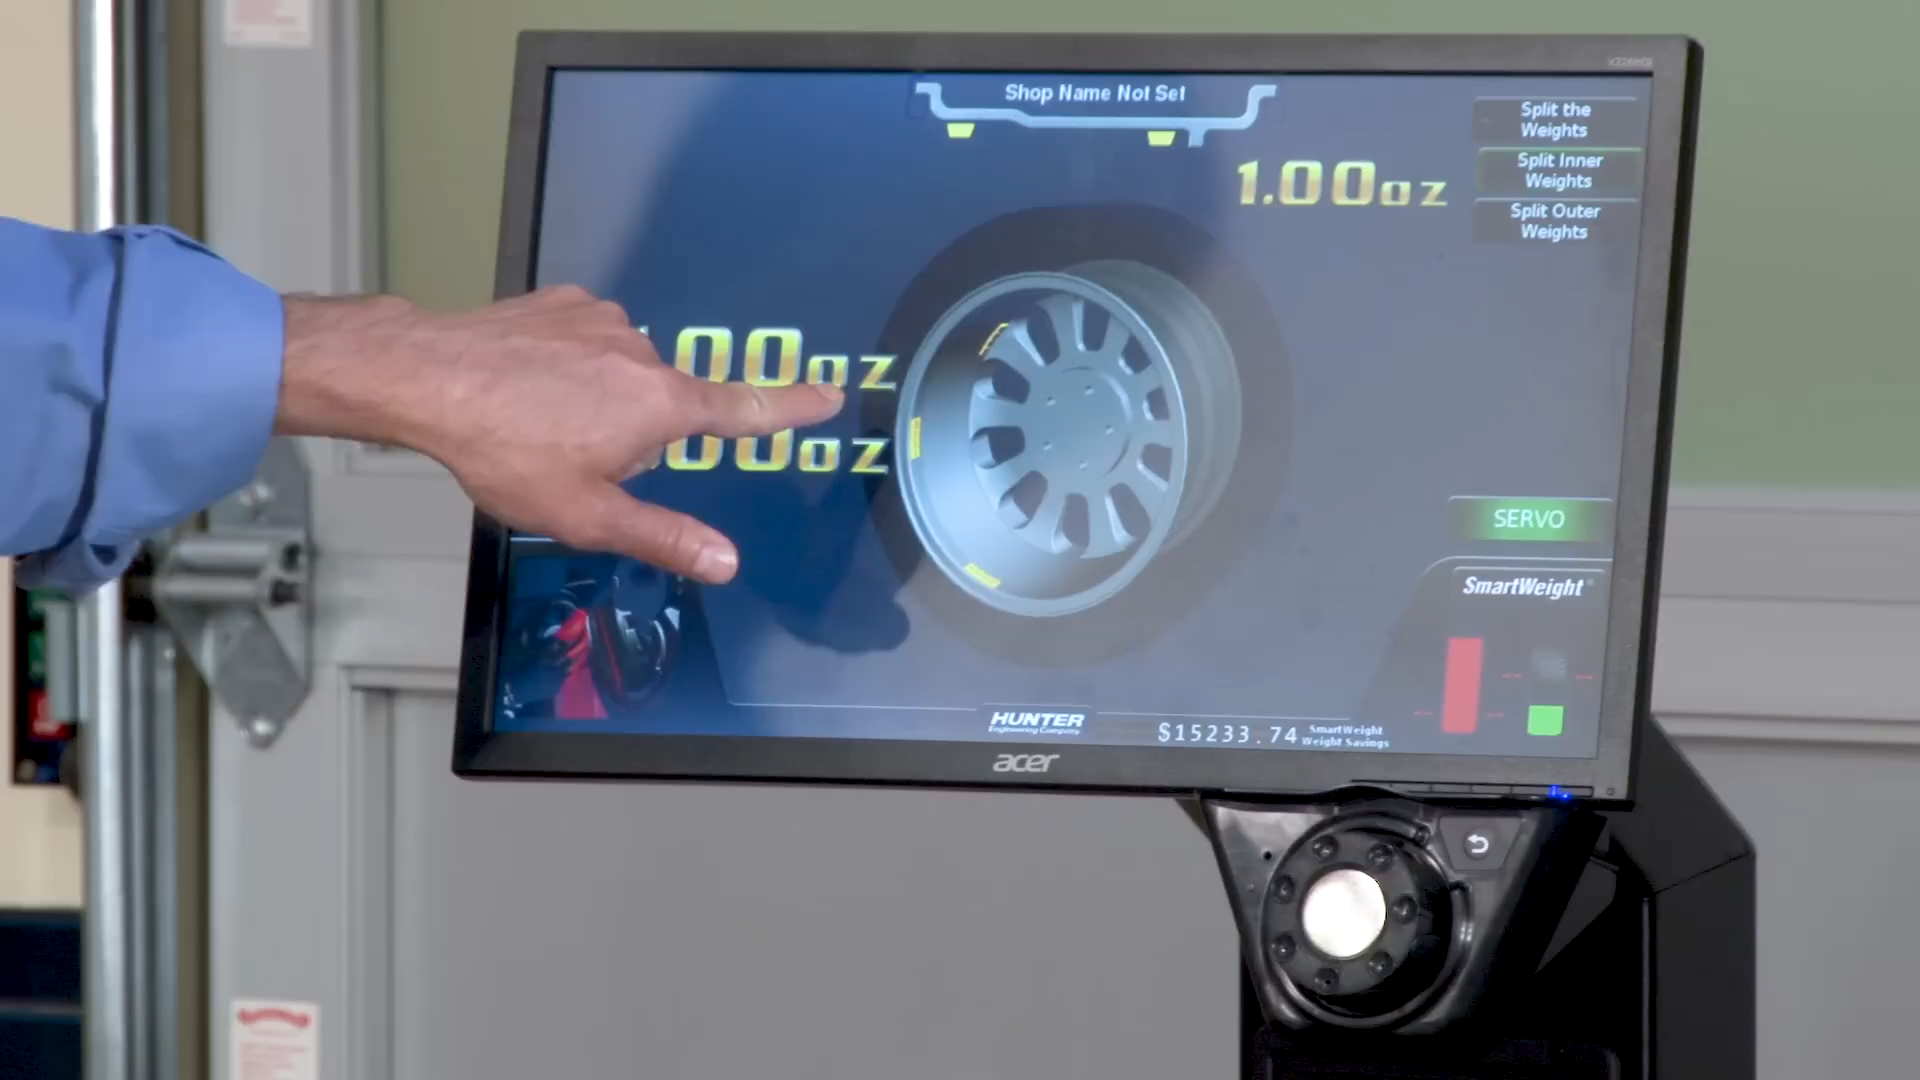 Shop Name Not Set
Split the
Weights
1.00oz
Split Inner
Weights
Split Outer
Weights
.00oz
00oz
SERVO
SmartWeight
HUNTER
Engineering Company
$15233.74
SmartWeight
Weight Savings
acer